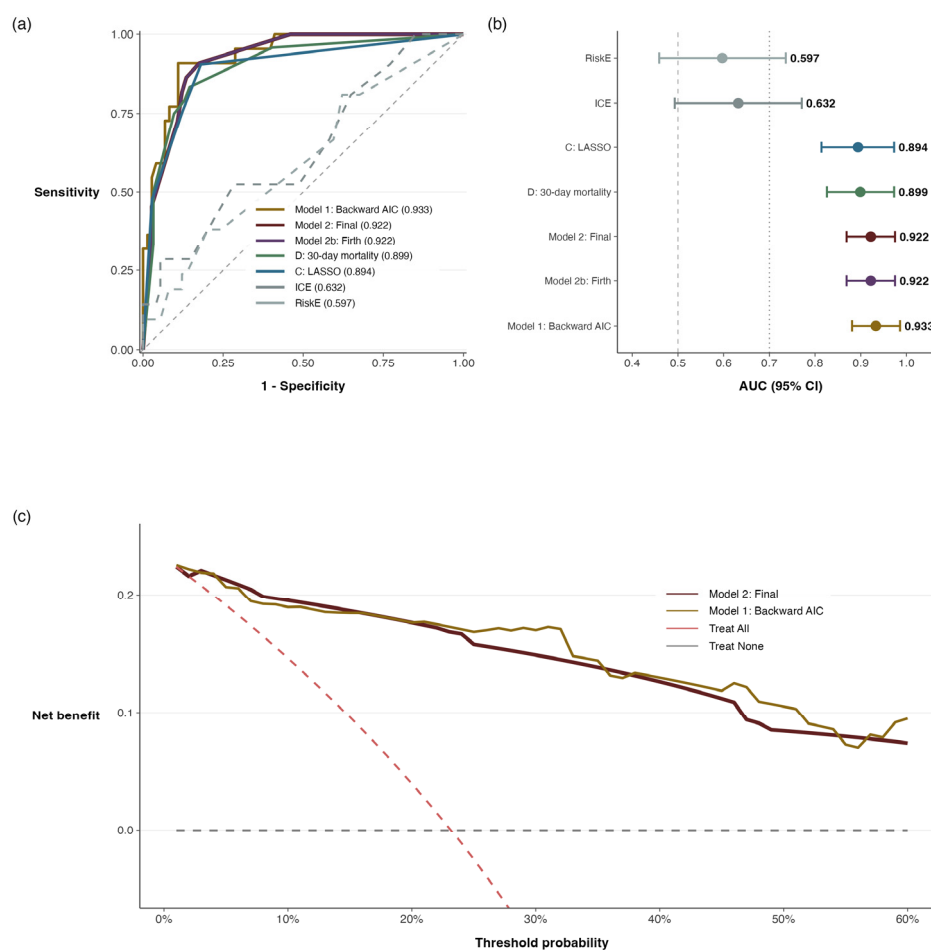 (a)
1.00
0.75
0.50
0.25
0.00
Sensitivity
Model 1: Backward AIC (0.933)
Model 2: Final (0.922)
Model 2b: Firth (0.922)
D: 30-day mortality (0.899)
C: LASSO (0.894)
ICE (0.632)
RiskE (0.597)
0.00 0.25 0.50 0.75 1.00
1 - Specificity
(b)
RiskE 0.597
ICE 0.632
C: LASSO 0.894
D: 30-day mortality 0.899
Model 2: Final 0.922
Model 2b: Firth 0.922
Model 1: Backward AIC 0.933
0.4 0.5 0.6 0.7 0.8 0.9 1.0
AUC (95% CI)
(c)
0.2
0.1
0.0
Net benefit
Model 2: Final
Model 1: Backward AIC
Treat All
Treat None
0% 10% 20% 30% 40% 50% 60%
Threshold probability